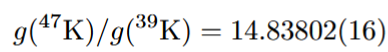 g(⁴⁷K)/g(³⁹K) = 14.83802(16)